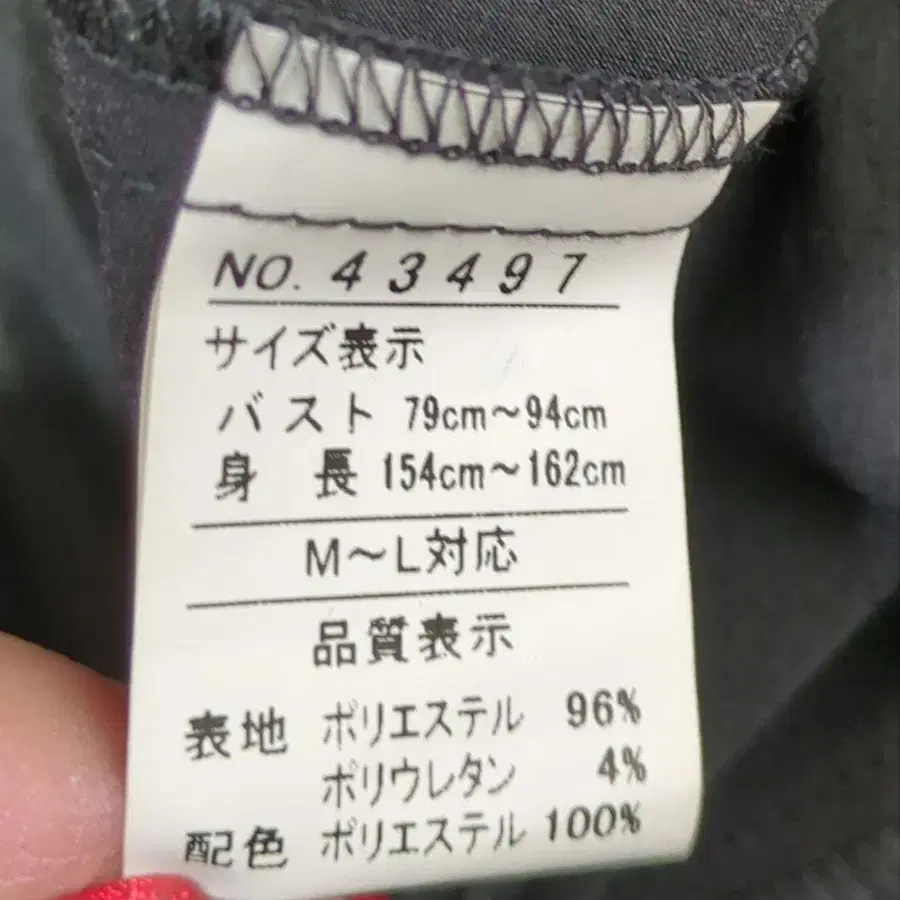 NO. 43497
サイズ表示
バスト 79cm～94cm
身長 154cm～162cm
M～L対応
品質表示
表地 ポリエステル 96%
ポリウレタン 4%
配色 ポリエステル 100%